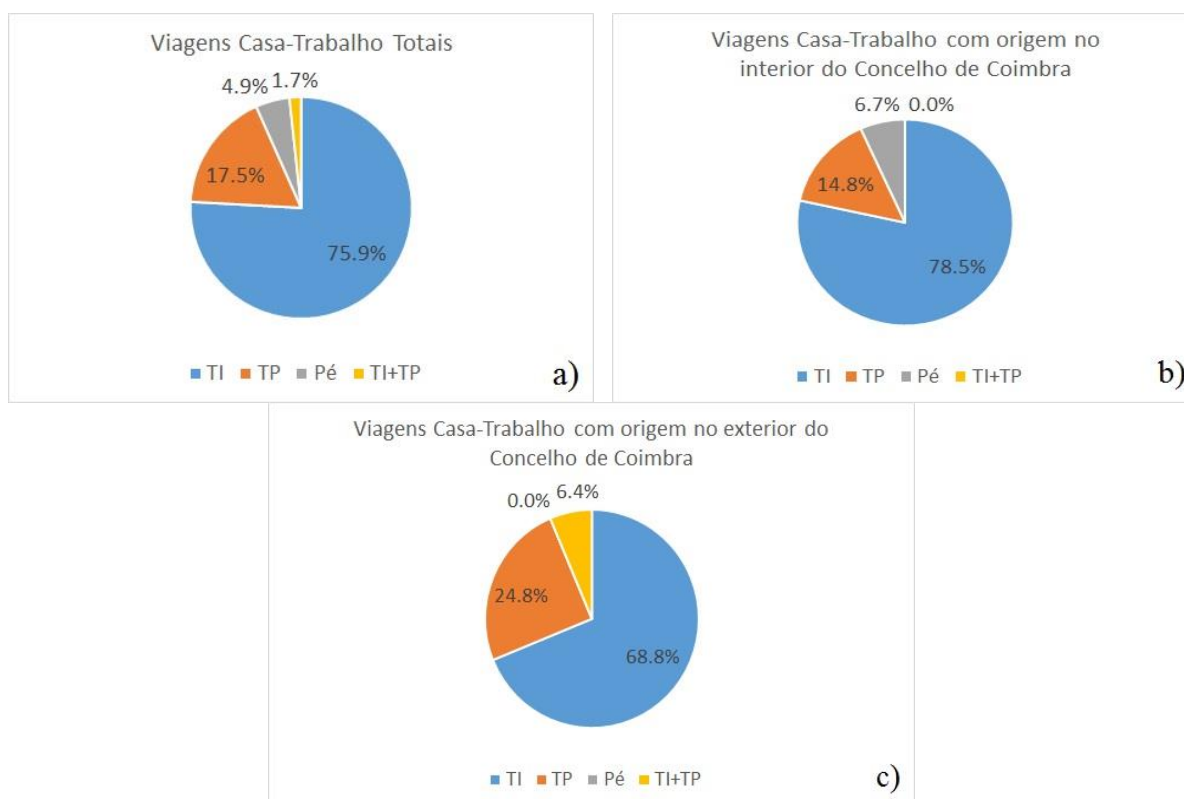 Viagens Casa-Trabalho Totais
4.9% 1.7%
17.5%
75.9%
TI TP Pé TI+TP
a)
Viagens Casa-Trabalho com origem no
interior do Concelho de Coimbra
6.7% 0.0%
14.8%
78.5%
TI TP Pé TI+TP
b)
Viagens Casa-Trabalho com origem no exterior do
Concelho de Coimbra
0.0% 6.4%
24.8%
68.8%
TI TP Pé TI+TP
c)